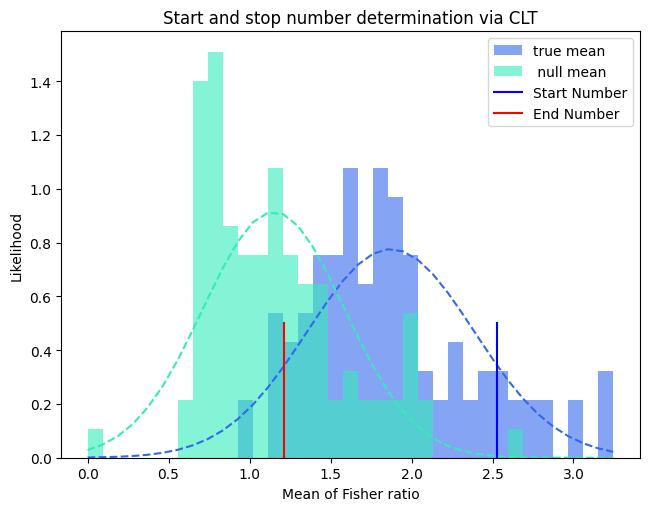 Start and stop number determination via CLT
true mean
null mean
Start Number
End Number
Likelihood
1.4
1.2
1.0
0.8
0.6
0.4
0.2
0.0
0.0 0.5 1.0 1.5 2.0 2.5 3.0
Mean of Fisher ratio